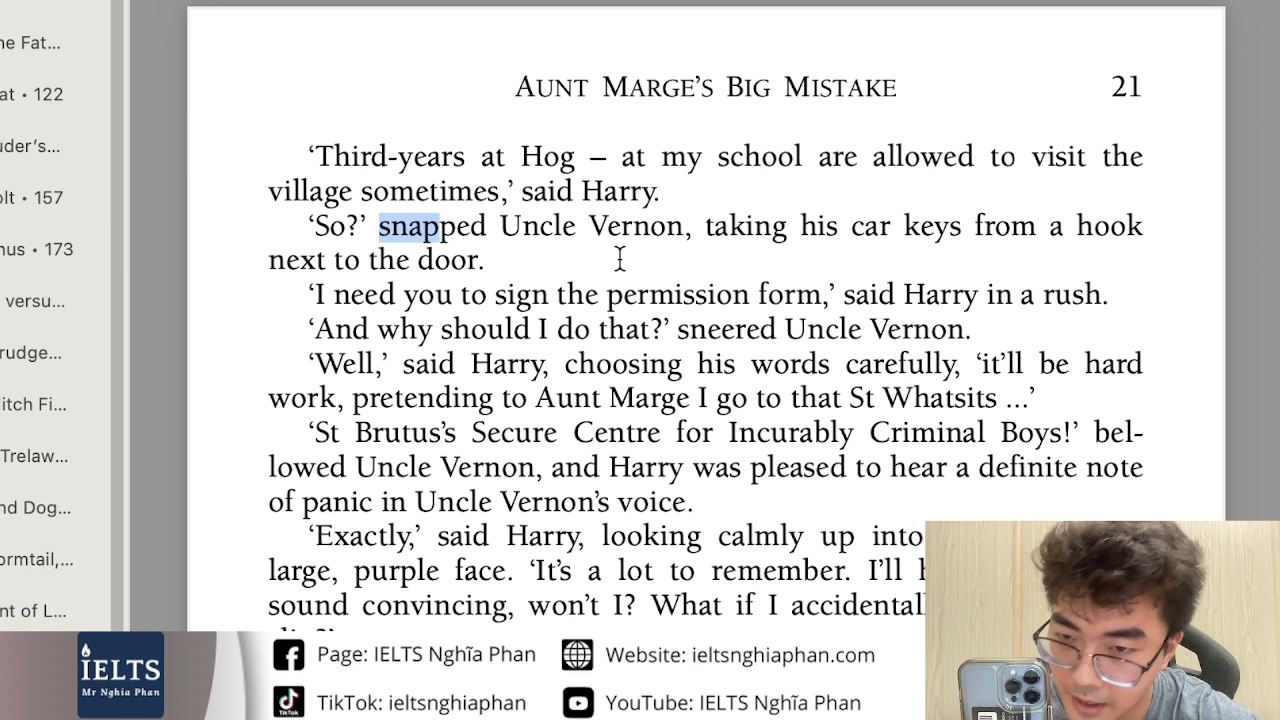 he Fat...
at • 122
uder's...
olt • 157
nus • 173
versu...
rudge...
litch Fi...
Trelaw...
nd Dog...
ormtail,...
nt of L...
AUNT MARGE'S BIG MISTAKE 21
‘Third-years at Hog – at my school are allowed to visit the
village sometimes,’ said Harry.
‘So?’ snapped Uncle Vernon, taking his car keys from a hook
next to the door.
‘I need you to sign the permission form,’ said Harry in a rush.
‘And why should I do that?’ sneered Uncle Vernon.
‘Well,’ said Harry, choosing his words carefully, ‘it’ll be hard
work, pretending to Aunt Marge I go to that St Whatsits ...’
‘St Brutus’s Secure Centre for Incurably Criminal Boys!’ bel-
lowed Uncle Vernon, and Harry was pleased to hear a definite note
of panic in Uncle Vernon’s voice.
‘Exactly,’ said Harry, looking calmly up into
large, purple face. ‘It’s a lot to remember. I’ll
sound convincing, won’t I? What if I accidentall
IELTS
Mr Nghia Phan
Page: IELTS Nghĩa Phan
Website: ieltsnghiaphan.com
TikTok: ieltsnghiaphan
YouTube: IELTS Nghĩa Phan